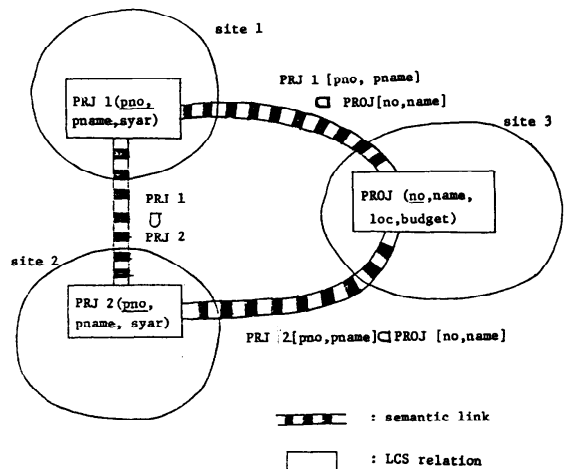 site 1
PRJ 1 [pno, pname]
⊂ PROJ[no,name]
PRJ 1(pno,
pname,syar)
site 3
PROJ (no,name,
loc,budget)
PRJ 1
∪
PRJ 2
site 2
PRJ 2(pno,
pname, syar)
PRJ 2[pno,pname]⊂PROJ [no,name]
: semantic link
: LCS relation